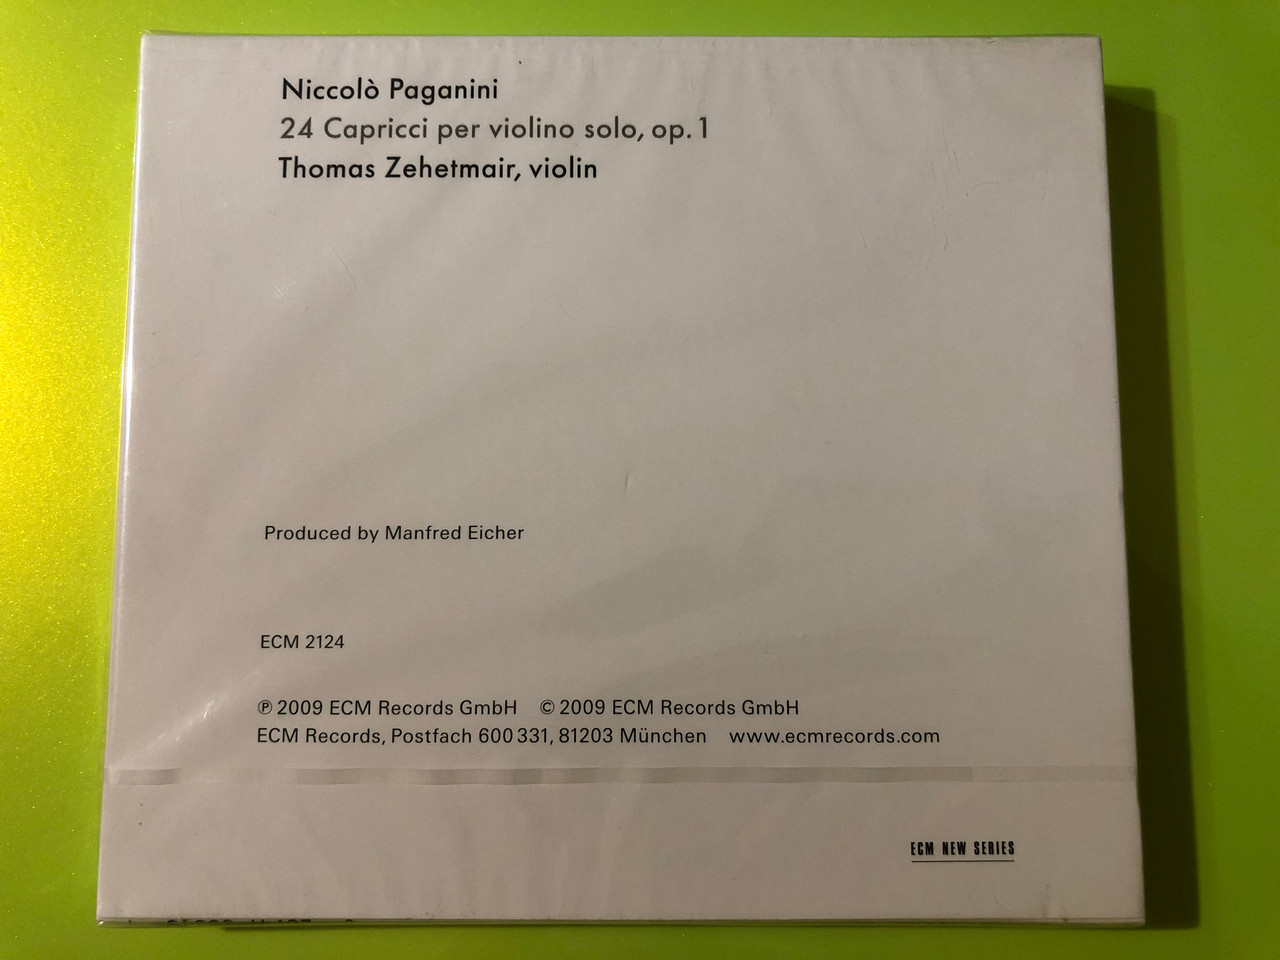 Niccolò Paganini
24 Capricci per violino solo, op. 1
Thomas Zehetmair, violin
Produced by Manfred Eicher
ECM 2124
℗ 2009 ECM Records GmbH © 2009 ECM Records GmbH
ECM Records, Postfach 600 331, 81203 München www.ecmrecords.com
ECM NEW SERIES